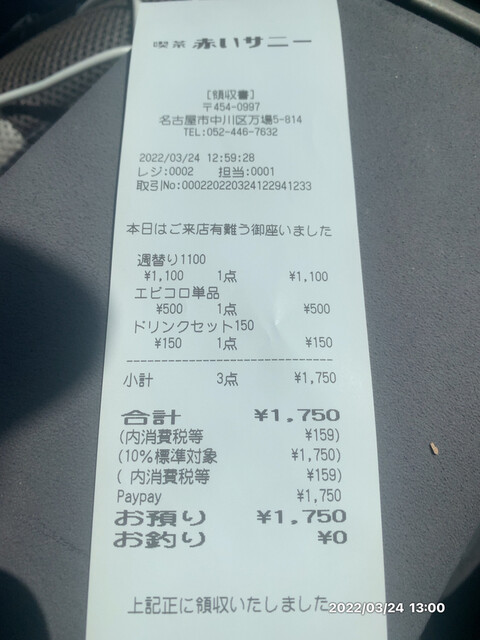 喫茶 赤いサニー
[領収書]
〒454-0997
名古屋市中川区万場5-814
TEL:052-446-7632
2022/03/24 12:59:28
レジ:0002 担当:0001
取引No:000220220324122941233
本日はご来店有難う御座いました
週替り1100
¥1,100 1点 ¥1,100
エビコロ単品
¥500 1点 ¥500
ドリンクセット150
¥150 1点 ¥150
--------------------------------
小計 3点 ¥1,750
合計 ¥1,750
(内消費税等 ¥159)
(10%標準対象 ¥1,750)
( 内消費税等 ¥159)
Paypay ¥1,750
お預り ¥1,750
お釣り ¥0
上記正に領収いたしました
2022/03/24 13:00